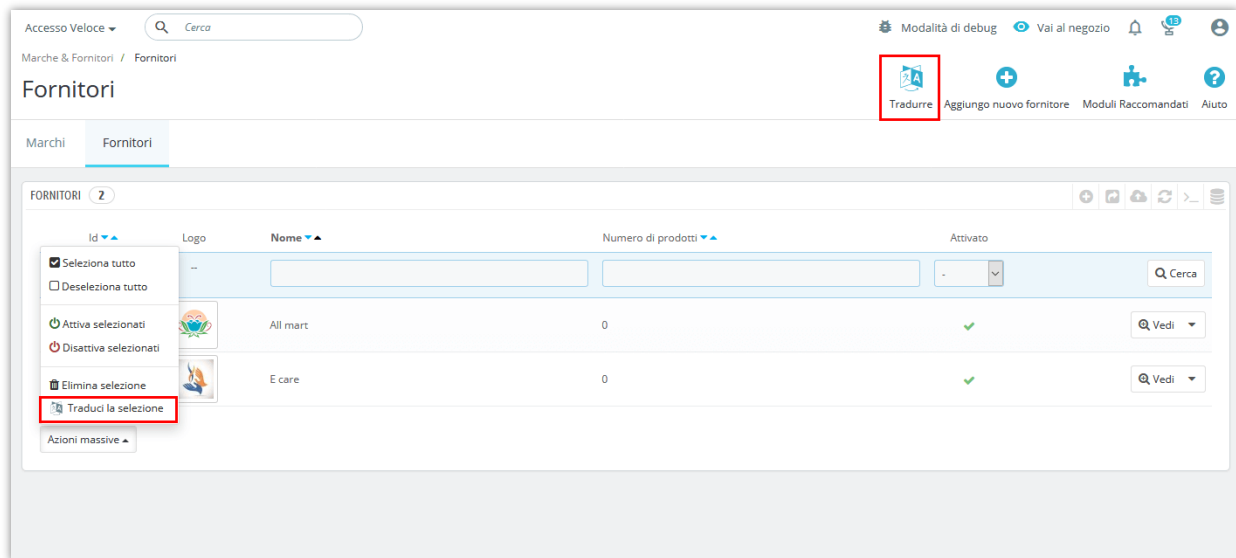 Accesso Veloce Cerca Modalità di debug Vai al negozio 13
Marche & Fornitori / Fornitori
Fornitori
Tradurre Aggiungo nuovo fornitore Moduli Raccomandati Aiuto
Marchi Fornitori
FORNITORI 2
Id Logo Nome Numero di prodotti Attivato
Seleziona tutto
-- - Cerca
Deseleziona tutto
Attiva selezionati
All mart 0 Vedi
Disattiva selezionati
Elimina selezione
E care 0 Vedi
Traduci la selezione
Azioni massive